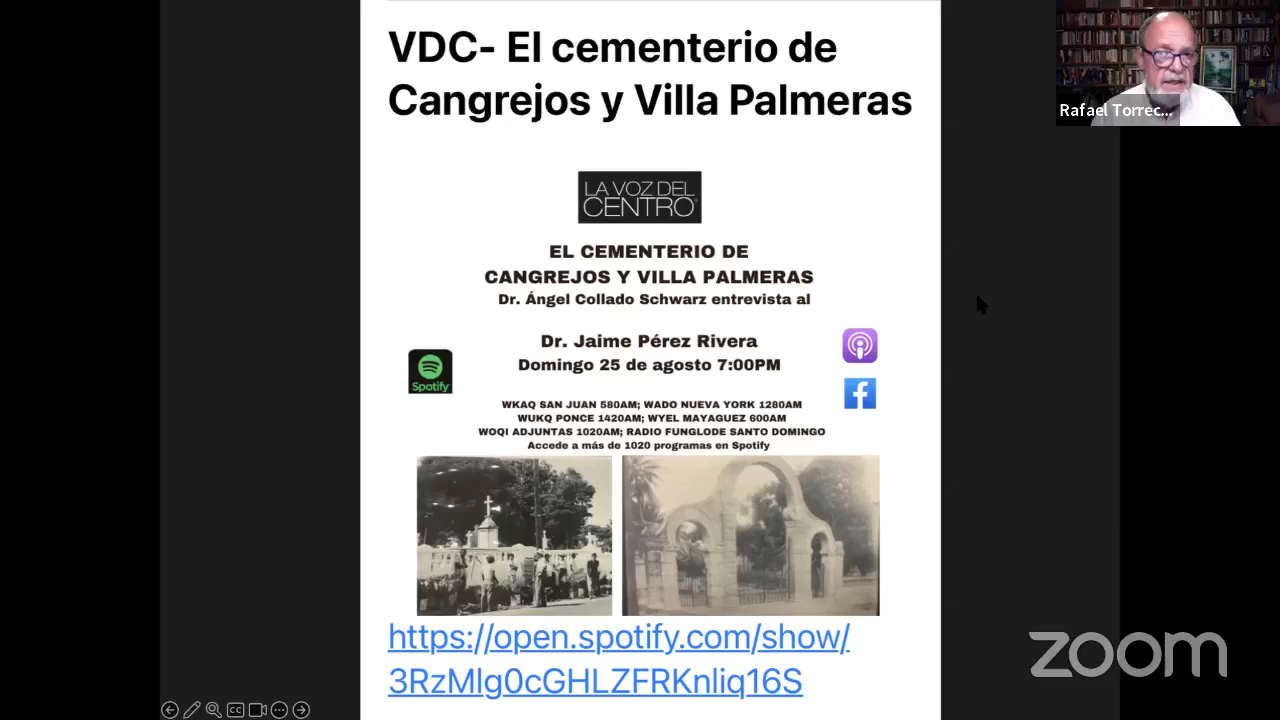 VDC- El cementerio de
Cangrejos y Villa Palmeras
Rafael Torrec...
LA VOZ DEL
CENTRO
EL CEMENTERIO DE
CANGREJOS Y VILLA PALMERAS
Dr. Ángel Collado Schwarz entrevista al
Dr. Jaime Pérez Rivera
Domingo 25 de agosto 7:00PM
Spotify
WKAQ SAN JUAN 580AM; WADO NUEVA YORK 1280AM
WUKQ PONCE 1420AM; WYEL MAYAGUEZ 600AM
WOQI ADJUNTAS 1020AM; RADIO FUNGLODE SANTO DOMINGO
Accede a más de 1020 programas en Spotify
https://open.spotify.com/show/
3RzMlg0cGHLZFRKnliq16S
zoom
CC